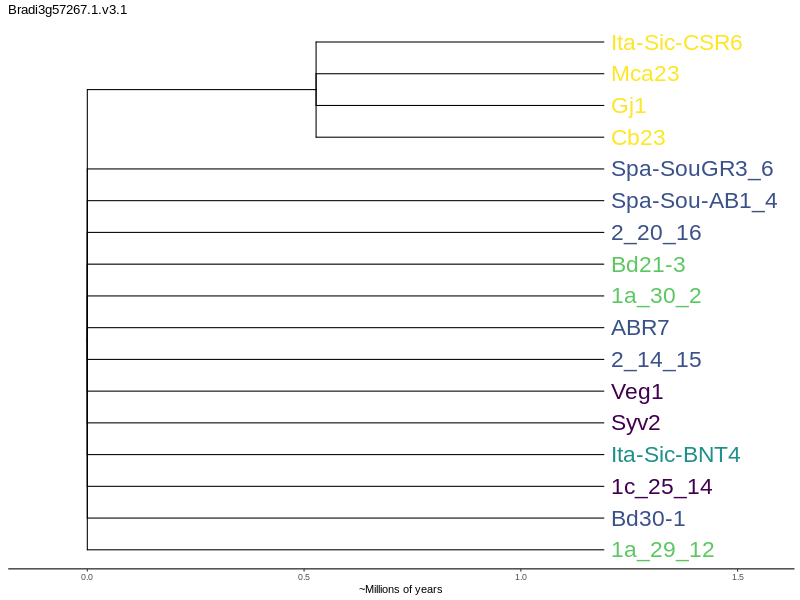 Bradi3g57267.1.v3.1
Ita-Sic-CSR6
Mca23
Gj1
Cb23
Spa-SouGR3_6
Spa-Sou-AB1_4
2_20_16
Bd21-3
1a_30_2
ABR7
2_14_15
Veg1
Syv2
Ita-Sic-BNT4
1c_25_14
Bd30-1
1a_29_12
0.0 0.5 1.0 1.5
~Millions of years